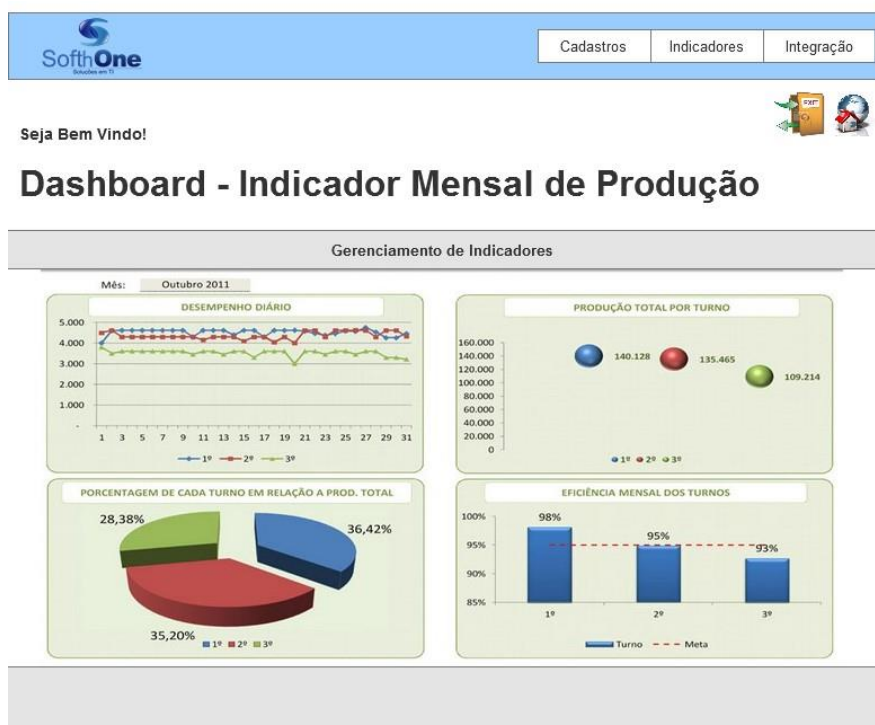 SofthOne
Soluções em TI
Cadastros Indicadores Integração
EXIT
Seja Bem Vindo!
Dashboard - Indicador Mensal de Produção
Gerenciamento de Indicadores
Mês: Outubro 2011
DESEMPENHO DIÁRIO
5.000
4.000
3.000
2.000
1.000
-
1 3 5 7 9 11 13 15 17 19 21 23 25 27 29 31
1º 2º 3º
PRODUÇÃO TOTAL POR TURNO
160.000
140.000
120.000
100.000
80.000
60.000
40.000
20.000
0
140.128 135.465 109.214
1º 2º 3º
PORCENTAGEM DE CADA TURNO EM RELAÇÃO A PROD. TOTAL
28,38%
36,42%
35,20%
1º 2º 3º
EFICIÊNCIA MENSAL DOS TURNOS
100%
95%
90%
85%
98%
95%
93%
1º 2º 3º
Turno Meta